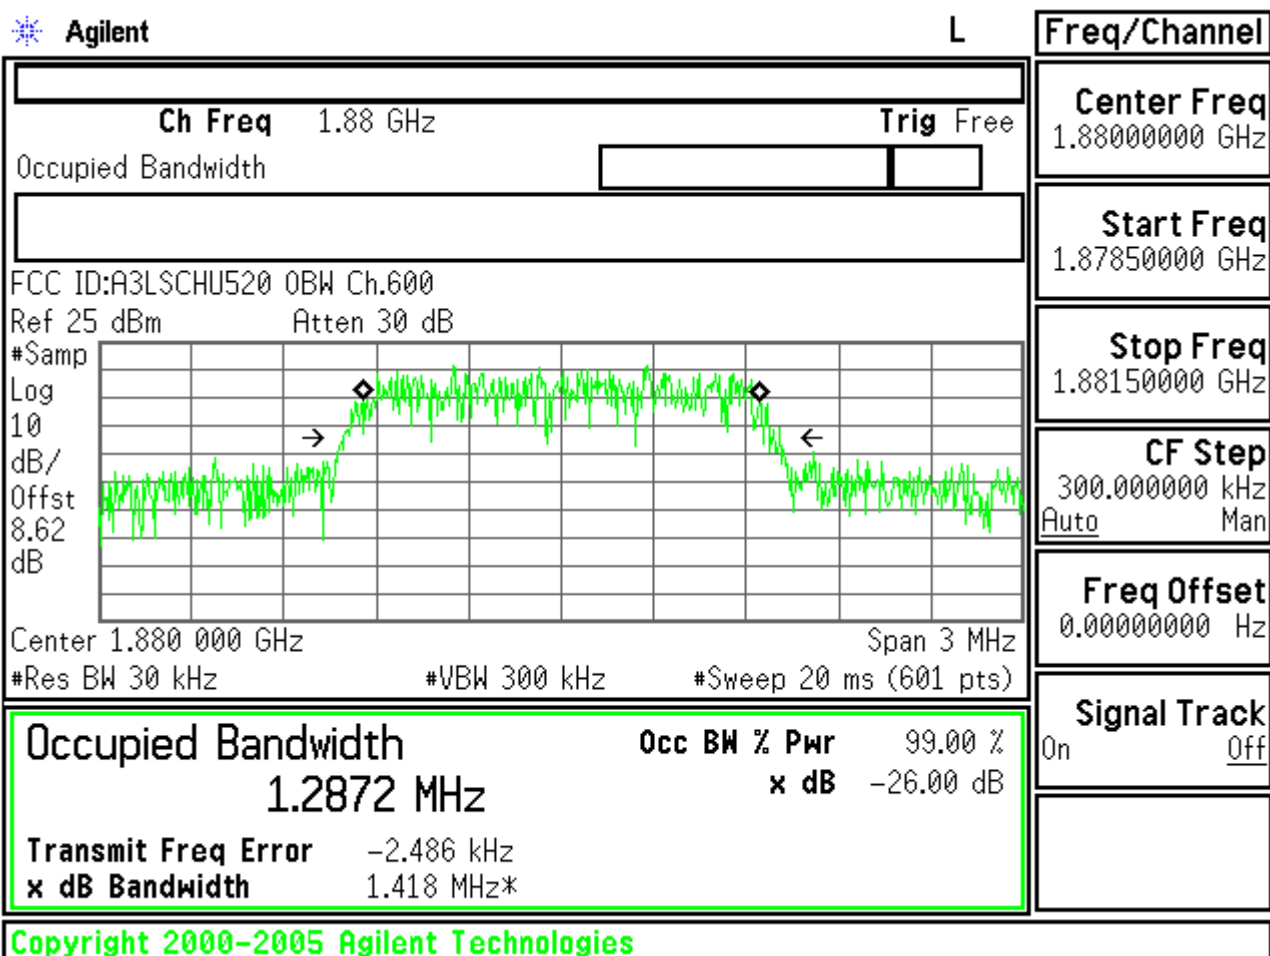 Agilent L
Ch Freq 1.88 GHz Trig Free
Occupied Bandwidth
FCC ID:A3LSCHU520 OBW Ch.600
Ref 25 dBm Atten 30 dB
#Samp
Log
10
dB/
Offst
8.62
dB
Center 1.880 000 GHz Span 3 MHz
#Res BW 30 kHz #VBW 300 kHz #Sweep 20 ms (601 pts)
Occupied Bandwidth Occ BW % Pwr 99.00 %
1.2872 MHz x dB -26.00 dB
Transmit Freq Error -2.486 kHz
x dB Bandwidth 1.418 MHz*
Copyright 2000-2005 Agilent Technologies
Freq/Channel
Center Freq
1.88000000 GHz
Start Freq
1.87850000 GHz
Stop Freq
1.88150000 GHz
CF Step
300.000000 kHz
Auto Man
Freq Offset
0.00000000 Hz
Signal Track
On Off